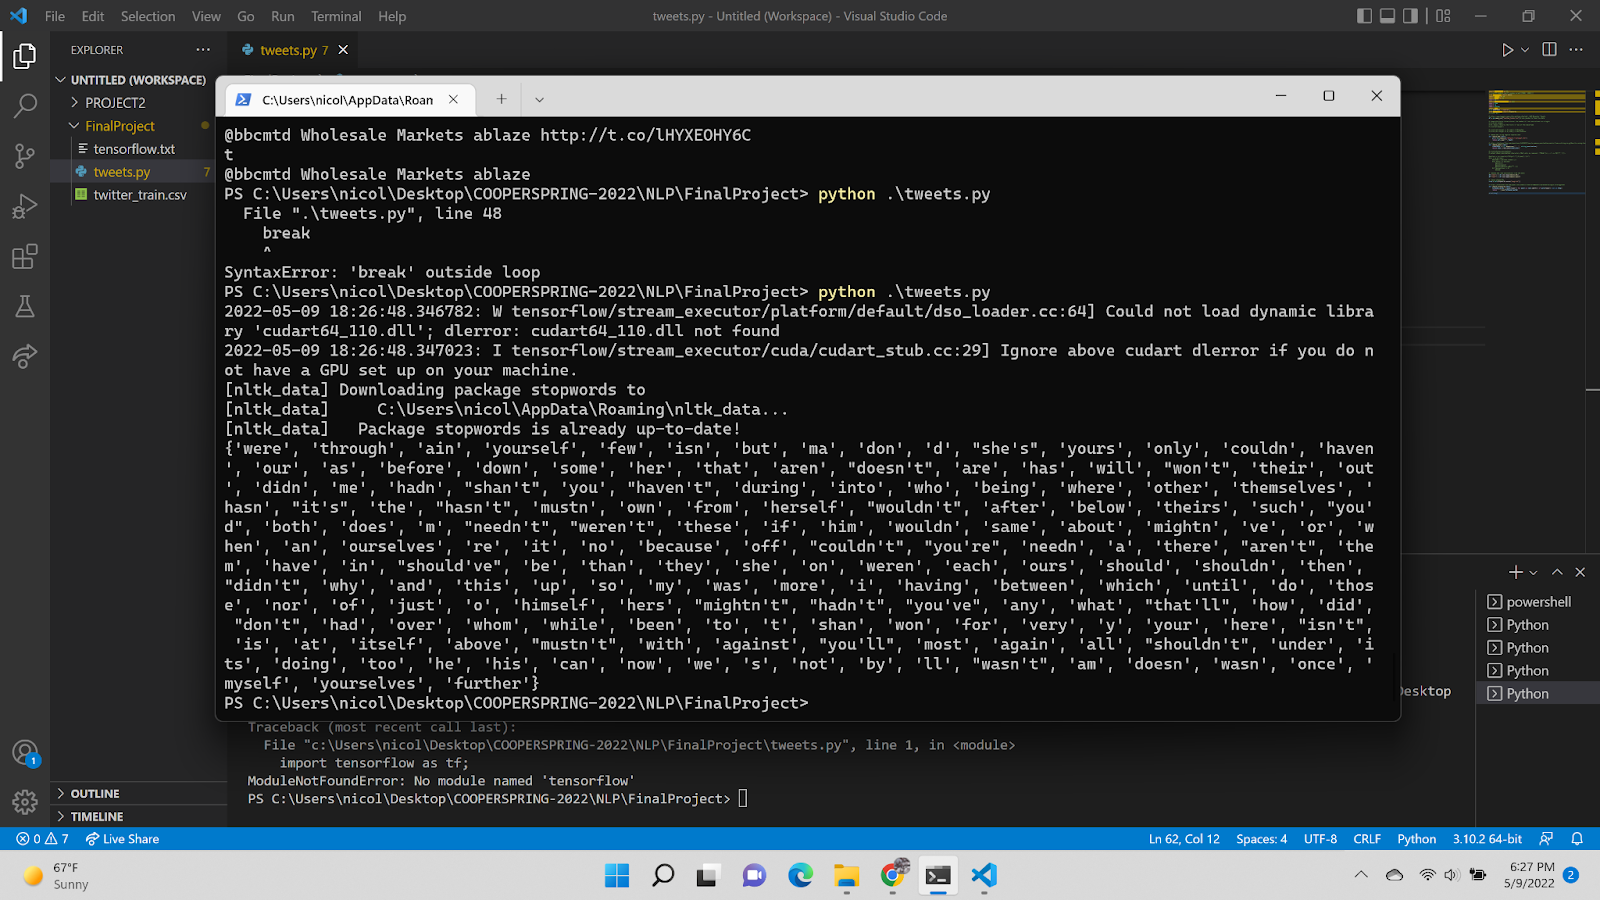 File Edit Selection View Go Run Terminal Help
tweets.py - Untitled (Workspace) - Visual Studio Code
EXPLORER
tweets.py 7
UNTITLED (WORKSPACE)
PROJECT2
FinalProject
tensorflow.txt
tweets.py 7
twitter_train.csv
C:\Users\nicol\AppData\Roan
@bbcmtd Wholesale Markets ablaze http://t.co/lHYXEOHY6C
t
@bbcmtd Wholesale Markets ablaze
PS C:\Users\nicol\Desktop\COOPERSPRING-2022\NLP\FinalProject> python .\tweets.py
File ".\tweets.py", line 48
break
^
SyntaxError: 'break' outside loop
PS C:\Users\nicol\Desktop\COOPERSPRING-2022\NLP\FinalProject> python .\tweets.py
2022-05-09 18:26:48.346782: W tensorflow/stream_executor/platform/default/dso_loader.cc:64] Could not load dynamic libra
ry 'cudart64_110.dll'; dlerror: cudart64_110.dll not found
2022-05-09 18:26:48.347023: I tensorflow/stream_executor/cuda/cudart_stub.cc:29] Ignore above cudart dlerror if you do n
ot have a GPU set up on your machine.
[nltk_data] Downloading package stopwords to
[nltk_data]     C:\Users\nicol\AppData\Roaming\nltk_data...
[nltk_data]   Package stopwords is already up-to-date!
{'were', 'through', 'ain', 'yourself', 'few', 'isn', 'but', 'ma', 'don', 'd', "she's", 'yours', 'only', 'couldn', 'haven
', 'our', 'as', 'before', 'down', 'some', 'her', 'that', 'aren', "doesn't", 'are', 'has', 'will', "won't", 'their', 'out
', 'didn', 'me', 'hadn', "shan't", 'you', "haven't", 'during', 'into', 'who', 'being', 'where', 'other', 'themselves', '
hasn', "it's", 'the', "hasn't", 'mustn', 'own', 'from', 'herself', "wouldn't", 'after', 'below', 'theirs', 'such', "you'
d", 'both', 'does', 'm', "needn't", "weren't", 'these', 'if', 'him', 'wouldn', 'same', 'about', 'mightn', 've', 'or', 'w
hen', 'an', 'ourselves', 're', 'it', 'no', 'because', 'off', "couldn't", "you're", 'needn', 'a', 'there', "aren't", 'the
m', 'have', 'in', "should've", 'be', 'than', 'they', 'she', 'on', 'weren', 'each', 'ours', 'should', 'shouldn', 'then',
"didn't", 'why', 'and', 'this', 'up', 'so', 'my', 'was', 'more', 'i', 'having', 'between', 'which', 'until', 'do', 'thos
e', 'nor', 'of', 'just', 'o', 'himself', 'hers', "mightn't", "hadn't", "you've", 'any', 'what', "that'll", 'how', 'did',
"don't", 'had', 'over', 'whom', 'while', 'been', 'to', 't', 'shan', 'won', 'for', 'very', 'y', 'your', 'here', "isn't",
'is', 'at', 'itself', 'above', "mustn't", 'with', 'against', "you'll", 'most', 'again', 'all', "shouldn't", 'under', 'i
ts', 'doing', 'too', 'he', 'his', 'can', 'now', 'we', 's', 'not', 'by', 'll', "wasn't", 'am', 'doesn', 'wasn', 'once', '
myself', 'yourselves', 'further'}
PS C:\Users\nicol\Desktop\COOPERSPRING-2022\NLP\FinalProject>
powershell
Python
Python
Python
Python
Desktop
Traceback (most recent call last):
File "c:\Users\nicol\Desktop\COOPERSPRING-2022\NLP\FinalProject\tweets.py", line 1, in <module>
import tensorflow as tf;
ModuleNotFoundError: No module named 'tensorflow'
PS C:\Users\nicol\Desktop\COOPERSPRING-2022\NLP\FinalProject>
1
OUTLINE
TIMELINE
0 7 Live Share
Ln 62, Col 12 Spaces: 4 UTF-8 CRLF Python 3.10.2 64-bit
67°F
Sunny
6:27 PM
5/9/2022
2